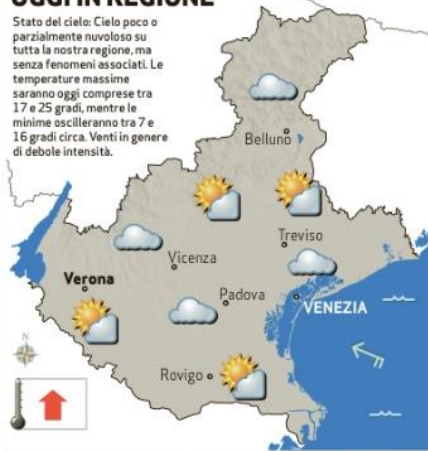 OGGI IN REGIONE
Stato del cielo: Cielo poco o
parzialmente nuvoloso su
tutta la nostra regione, ma
senza fenomeni associati. Le
temperature massime
saranno oggi comprese tra
17 e 25 gradi, mentre le
minime oscilleranno tra 7 e
16 gradi circa. Venti in genere
di debole intensità.
Belluno
Treviso
Vicenza
Verona
Padova
VENEZIA
N
Rovigo